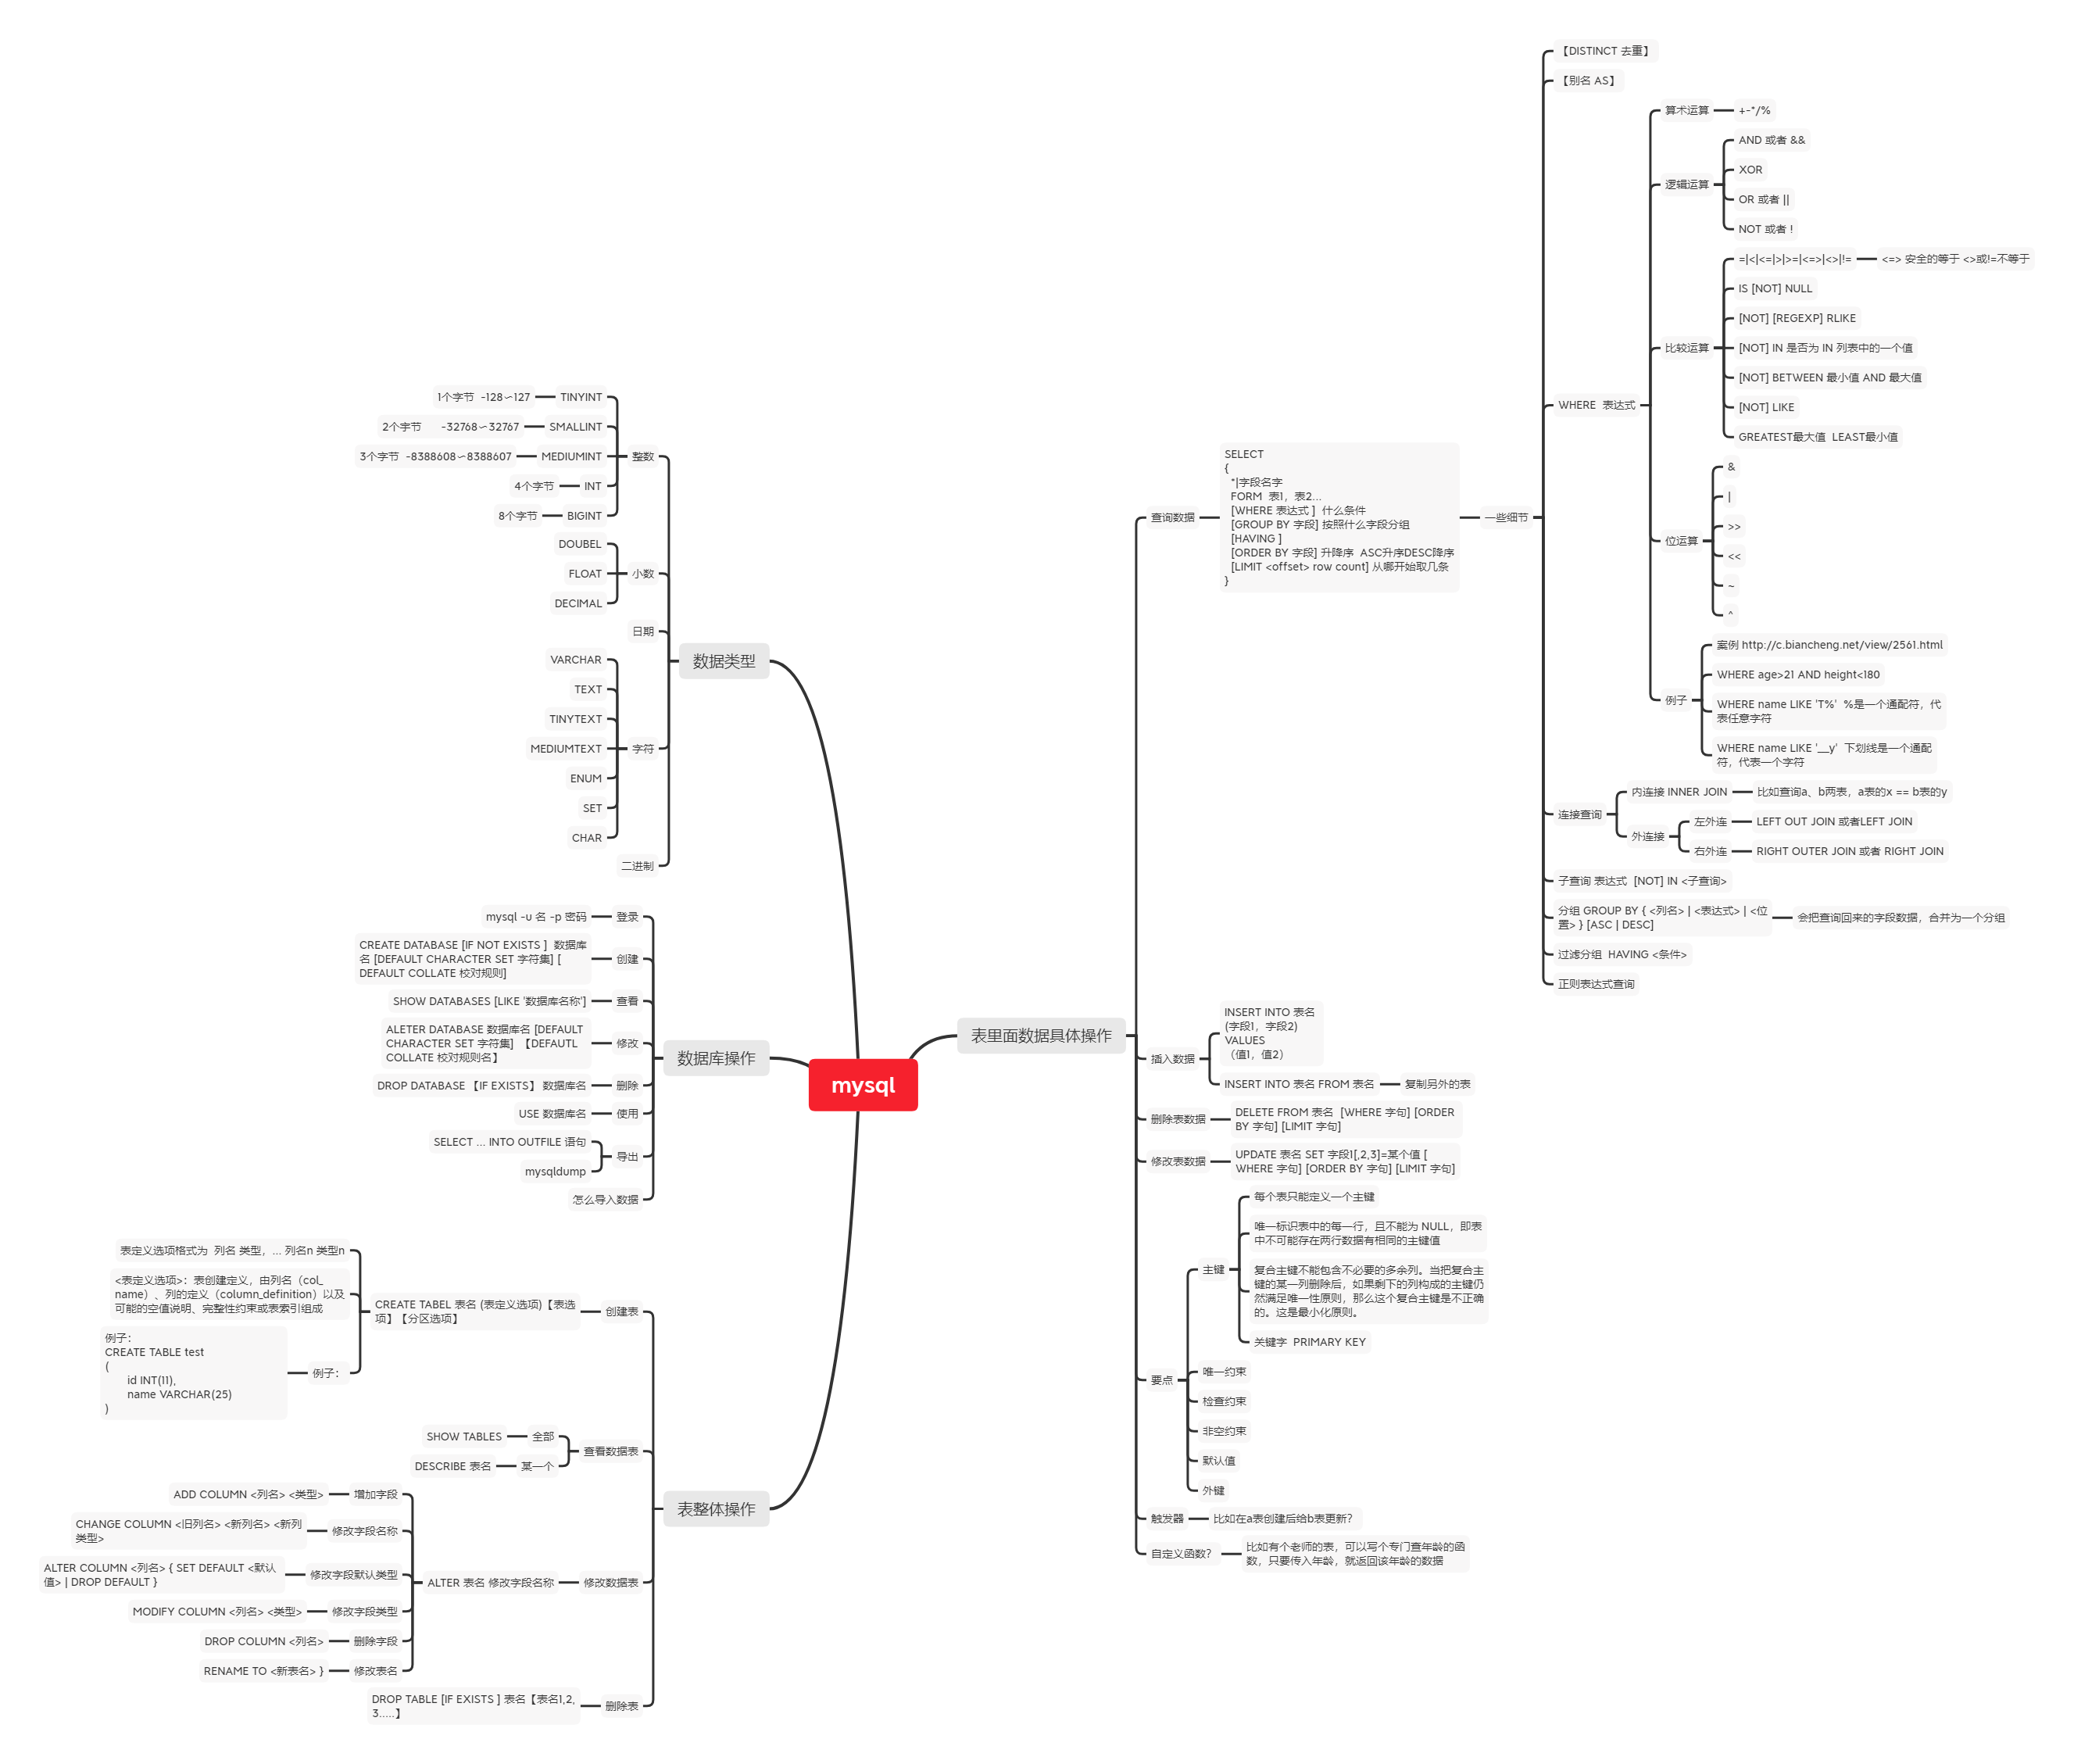 mysql
数据类型
整数
TINYINT
1个字节  -128~127
SMALLINT
2个字节      -32768~32767
MEDIUMINT
3个字节  -8388608~8388607
INT
4个字节
BIGINT
8个字节
小数
DOUBEL
FLOAT
DECIMAL
日期
字符
VARCHAR
TEXT
TINYTEXT
MEDIUMTEXT
ENUM
SET
CHAR
二进制
数据库操作
登录
mysql -u 名 -p 密码
创建
CREATE DATABASE [IF NOT EXISTS ]  数据库
名 [DEFAULT CHARACTER SET 字符集] [
DEFAULT COLLATE 校对规则]
查看
SHOW DATABASES [LIKE '数据库名称']
修改
ALETER DATABASE 数据库名 [DEFAULT
CHARACTER SET 字符集]  【DEFAUTL
COLLATE 校对规则名】
删除
DROP DATABASE 【IF EXISTS】 数据库名
使用
USE 数据库名
导出
SELECT ... INTO OUTFILE 语句
mysqldump
怎么导入数据
表整体操作
创建表
CREATE TABEL 表名 (表定义选项)【表选
项】【分区选项】
表定义选项格式为  列名 类型，... 列名n 类型n
<表定义选项>：表创建定义，由列名（col_
name）、列的定义（column_definition）以及
可能的空值说明、完整性约束或表索引组成
例子：
例子：
CREATE TABLE test
(
id INT(11),
name VARCHAR(25)
)
查看数据表
全部
SHOW TABLES
某一个
DESCRIBE 表名
修改数据表
ALTER 表名 修改字段名称
增加字段
ADD COLUMN <列名> <类型>
修改字段名称
CHANGE COLUMN <旧列名> <新列名> <新列
类型>
修改字段默认类型
ALTER COLUMN <列名> { SET DEFAULT <默认
值> | DROP DEFAULT }
修改字段类型
MODIFY COLUMN <列名> <类型>
删除字段
DROP COLUMN <列名>
修改表名
RENAME TO <新表名> }
删除表
DROP TABLE [IF EXISTS ] 表名【表名1,2,
3.....】
表里面数据具体操作
查询数据
SELECT
{
*|字段名字
FORM  表1，表2...
[WHERE 表达式 ]  什么条件
[GROUP BY 字段] 按照什么字段分组
[HAVING ]
[ORDER BY 字段] 升降序  ASC升序DESC降序
[LIMIT <offset> row count] 从哪开始取几条
}
一些细节
【DISTINCT 去重】
【别名 AS】
WHERE  表达式
算术运算
+-*/%
逻辑运算
AND 或者 &&
XOR
OR 或者 ||
NOT 或者 !
比较运算
=|<|<=|>|>=|<=>|<>|!=
<=> 安全的等于 <>或!=不等于
IS [NOT] NULL
[NOT] [REGEXP] RLIKE
[NOT] IN 是否为 IN 列表中的一个值
[NOT] BETWEEN 最小值 AND 最大值
[NOT] LIKE
GREATEST最大值  LEAST最小值
位运算
&
|
>>
<<
~
^
例子
案例 http://c.biancheng.net/view/2561.html
WHERE age>21 AND height<180
WHERE name LIKE 'T%'  %是一个通配符，代
表任意字符
WHERE name LIKE '__y'  下划线是一个通配
符，代表一个字符
连接查询
内连接 INNER JOIN
比如查询a、b两表，a表的x == b表的y
外连接
左外连
LEFT OUT JOIN 或者LEFT JOIN
右外连
RIGHT OUTER JOIN 或者 RIGHT JOIN
子查询 表达式  [NOT] IN <子查询>
分组 GROUP BY { <列名> | <表达式> | <位
置> } [ASC | DESC]
会把查询回来的字段数据，合并为一个分组
过滤分组  HAVING <条件>
正则表达式查询
插入数据
INSERT INTO 表名
(字段1，字段2)
VALUES
（值1，值2）
INSERT INTO 表名 FROM 表名
复制另外的表
删除表数据
DELETE FROM 表名  [WHERE 字句] [ORDER
BY 字句] [LIMIT 字句]
修改表数据
UPDATE 表名 SET 字段1[,2,3]=某个值 [
WHERE 字句] [ORDER BY 字句] [LIMIT 字句]
要点
主键
每个表只能定义一个主键
唯一标识表中的每一行，且不能为 NULL，即表
中不可能存在两行数据有相同的主键值
复合主键不能包含不必要的多余列。当把复合主
键的某一列删除后，如果剩下的列构成的主键仍
然满足唯一性原则，那么这个复合主键是不正确
的。这是最小化原则。
关键字  PRIMARY KEY
唯一约束
检查约束
非空约束
默认值
外键
触发器
比如在a表创建后给b表更新？
自定义函数？
比如有个老师的表，可以写个专门查年龄的函
数，只要传入年龄，就返回该年龄的数据